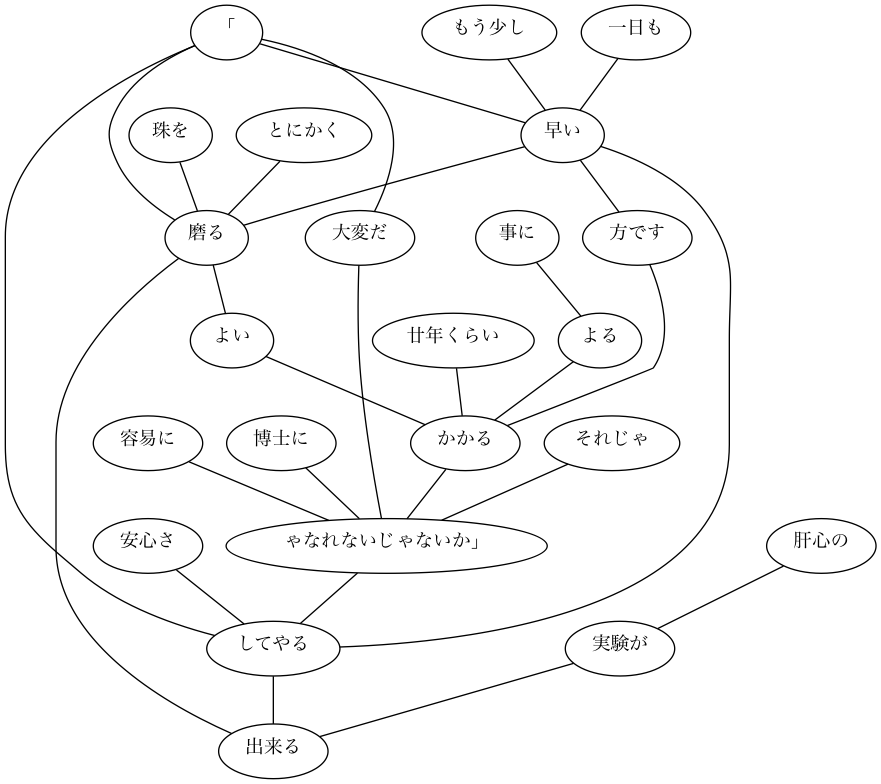 「
もう少し
一日も
珠を
とにかく
早い
磨る
大変だ
事に
方です
よい
廿年くらい
よる
容易に
博士に
かかる
それじゃ
安心さ
ゃなれないじゃないか」
肝心の
してやる
実験が
出来る